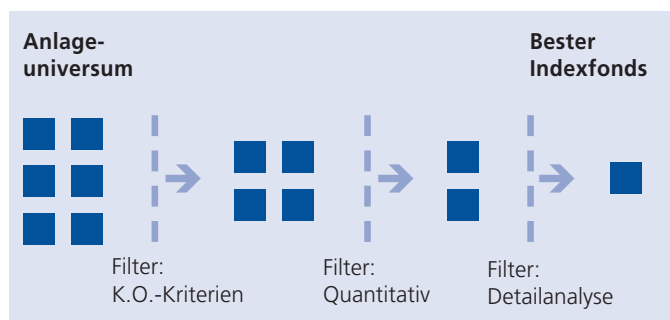 Anlage-
universum
Bester
Indexfonds
Filter:
K.O.-Kriterien
Filter:
Quantitativ
Filter:
Detailanalyse